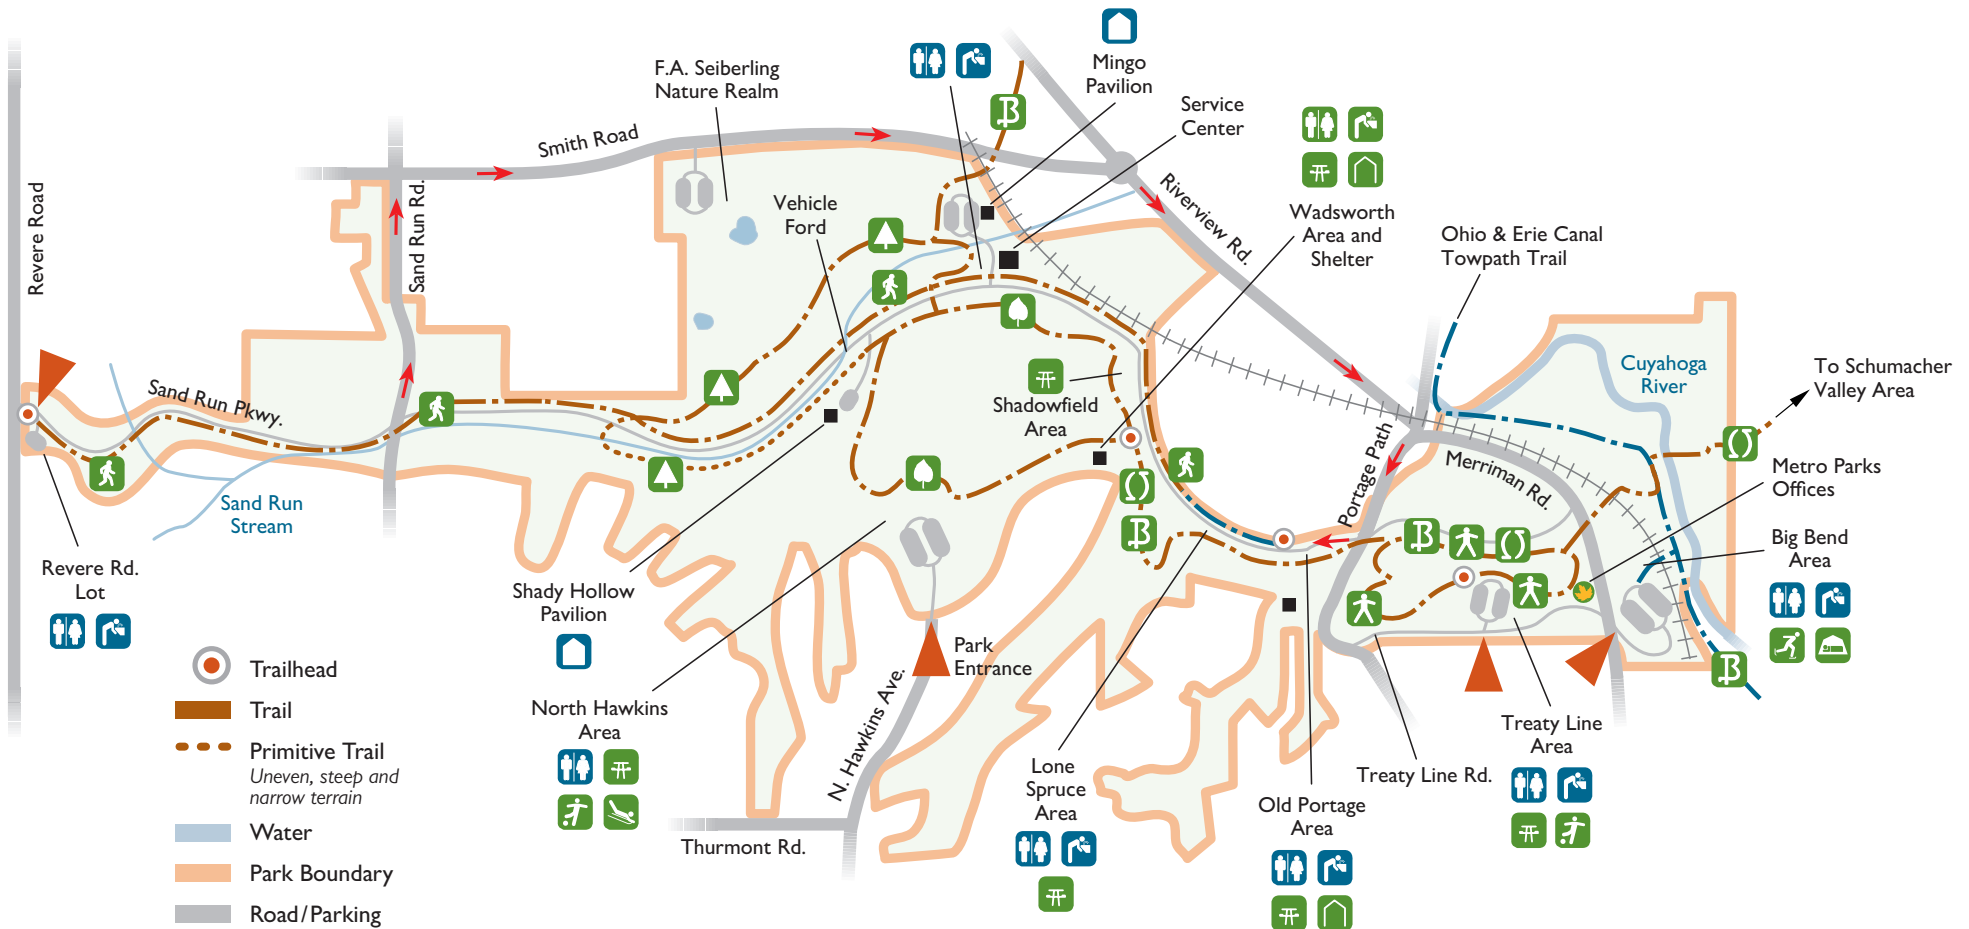 Mingo
Pavilion
F.A. Seiberling
Nature Realm
Service
Center
Smith Road
Revere Road
Sand Run Rd.
Vehicle
Ford
Riverview Rd.
Wadsworth
Area and
Shelter
Ohio & Erie Canal
Towpath Trail
Cuyahoga
River
To Schumacher
Valley Area
Sand Run Pkwy.
Shadowfield
Area
Portage Path
Merriman Rd.
Metro Parks
Offices
Sand Run
Stream
Big Bend
Area
Revere Rd.
Lot
Shady Hollow
Pavilion
Park
Entrance
North Hawkins
Area
N. Hawkins Ave.
Thurmont Rd.
Lone
Spruce
Area
Old Portage
Area
Treaty Line Rd.
Treaty Line
Area
Trailhead
Trail
Primitive Trail
Uneven, steep and
narrow terrain
Water
Park Boundary
Road/Parking
B
B
B
B